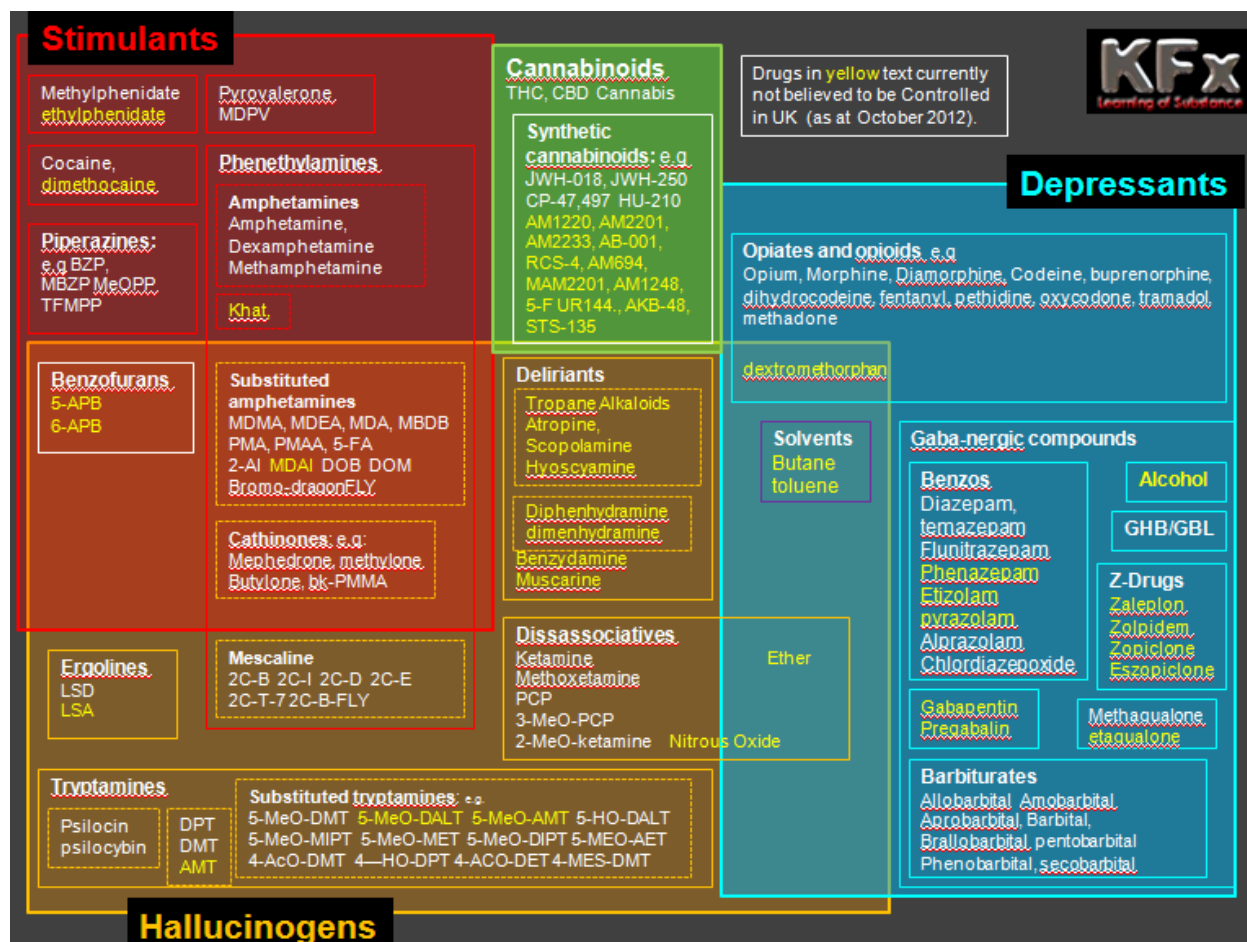 Stimulants
Methylphenidate
ethylphenidate
Pyrovalerone,
MDPV
Cocaine,
dimethocaine,
Piperazines:
e.g BZP,
MBZP MeOPP,
TFMPP
Phenethylamines
Amphetamines
Amphetamine,
Dexamphetamine
Methamphetamine
Khat,
Cannabinoids
THC, CBD Cannabis
Synthetic
cannabinoids: e.g
JWH-018, JWH-250
CP-47,497 HU-210
AM1220, AM2201,
AM2233, AB-001,
RCS-4, AM694,
MAM2201, AM1248,
5-F UR144., AKB-48,
STS-135
Drugs in yellow text currently
not believed to be Controlled
in UK (as at October 2012).
KFx
Learning of Substance
Depressants
Opiates and opioids e.g
Opium, Morphine, Diamorphine, Codeine, buprenorphine,
dihydrocodeine, fentanyl, pethidine, oxycodone, tramadol,
methadone
dextromethorphan
Benzofurans
5-APB
6-APB
Substituted
amphetamines
MDMA, MDEA, MDA, MBDB
PMA, PMAA, 5-FA
2-AI MDAI DOB DOM
Bromo-dragonFLY
Cathinones: e.g:
Mephedrone, methylone,
Butylone, bk-PMMA
Deliriants
Tropane Alkaloids
Atropine,
Scopolamine
Hyoscyamine
Diphenhydramine
dimenhydramine
Benzydamine
Muscarine
Solvents
Butane
toluene
Gaba-nergic compounds
Benzos
Diazepam,
temazepam
Flunitrazepam
Phenazepam
Etizolam
pyrazolam
Alprazolam
Chlordiazepoxide
Alcohol
GHB/GBL
Z-Drugs
Zaleplon,
Zolpidem,
Zopiclone
Eszopiclone
Gabapentin
Pregabalin
Methaqualone
etaqualone
Barbiturates
Allobarbital Amobarbital,
Aprobarbital, Barbital,
Brallobarbital, pentobarbital
Phenobarbital, secobarbital
Ergolines
LSD
LSA
Mescaline
2C-B 2C-I 2C-D 2C-E
2C-T-7 2C-B-FLY
Dissassociatives
Ketamine
Methoxetamine
PCP
3-MeO-PCP
2-MeO-ketamine Nitrous Oxide
Ether
Tryptamines
Psilocin
psilocybin
DPT
DMT
AMT
Substituted tryptamines: e.g.
5-MeO-DMT 5-MeO-DALT 5-MeO-AMT 5-HO-DALT
5-MeO-MIPT 5-MeO-MET 5-MeO-DIPT 5-MEO-AET
4-AcO-DMT 4—HO-DPT 4-ACO-DET 4-MES-DMT
Hallucinogens